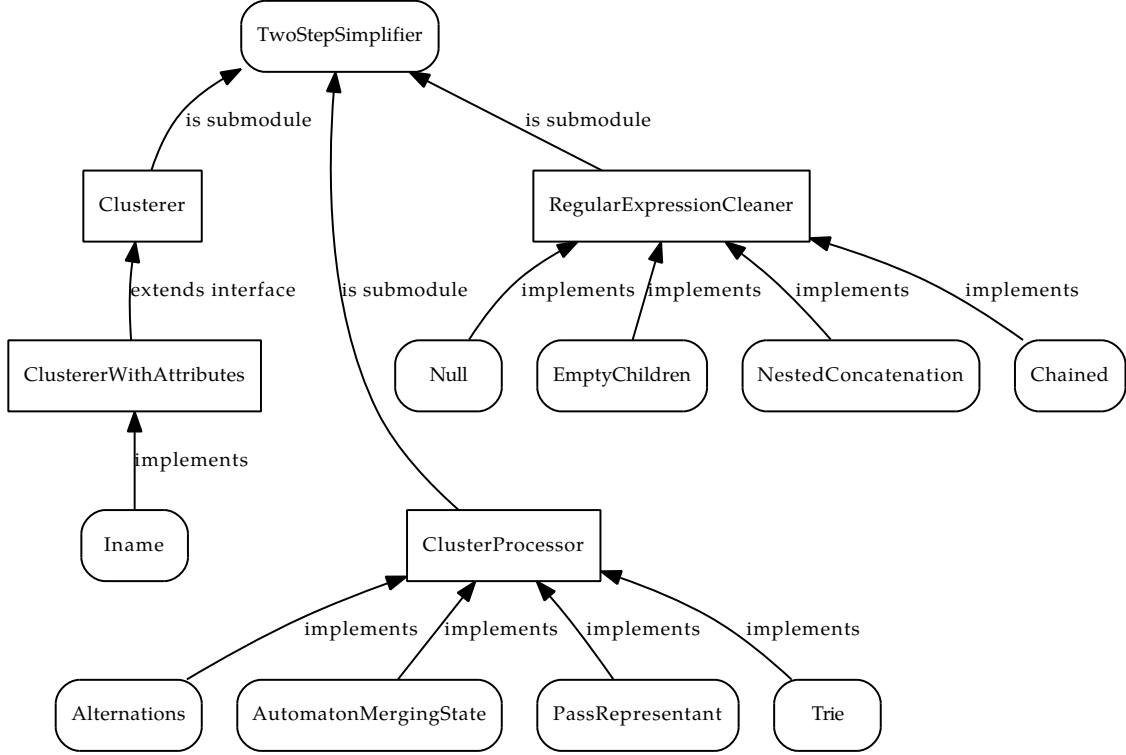 TwoStepSimplifier
is submodule
is submodule
Clusterer
RegularExpressionCleaner
extends interface
is submodule
implements
implements
implements
implements
ClustererWithAttributes
Null
EmptyChildren
NestedConcatenation
Chained
implements
Iname
ClusterProcessor
implements
implements
implements
implements
Alternations
AutomatonMergingState
PassRepresentant
Trie